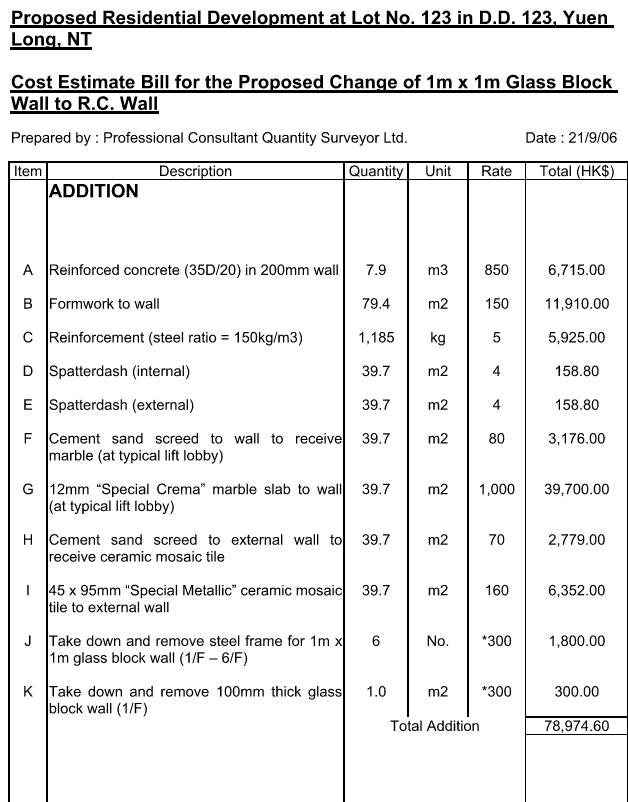 Proposed Residential Development at Lot No. 123 in D.D. 123, Yuen
Long, NT
Cost Estimate Bill for the Proposed Change of 1m x 1m Glass Block
Wall to R.C. Wall
Prepared by : Professional Consultant Quantity Surveyor Ltd. Date : 21/9/06
Item Description Quantity Unit Rate Total (HK$)
ADDITION
A Reinforced concrete (35D/20) in 200mm wall 7.9 m3 850 6,715.00
B Formwork to wall 79.4 m2 150 11,910.00
C Reinforcement (steel ratio = 150kg/m3) 1,185 kg 5 5,925.00
D Spatterdash (internal) 39.7 m2 4 158.80
E Spatterdash (external) 39.7 m2 4 158.80
F Cement sand screed to wall to receive 39.7 m2 80 3,176.00
marble (at typical lift lobby)
G 12mm “Special Crema” marble slab to wall 39.7 m2 1,000 39,700.00
(at typical lift lobby)
H Cement sand screed to external wall to 39.7 m2 70 2,779.00
receive ceramic mosaic tile
I 45 x 95mm “Special Metallic” ceramic mosaic 39.7 m2 160 6,352.00
tile to external wall
J Take down and remove steel frame for 1m x 6 No. *300 1,800.00
1m glass block wall (1/F – 6/F)
K Take down and remove 100mm thick glass 1.0 m2 *300 300.00
block wall (1/F)
Total Addition 78,974.60